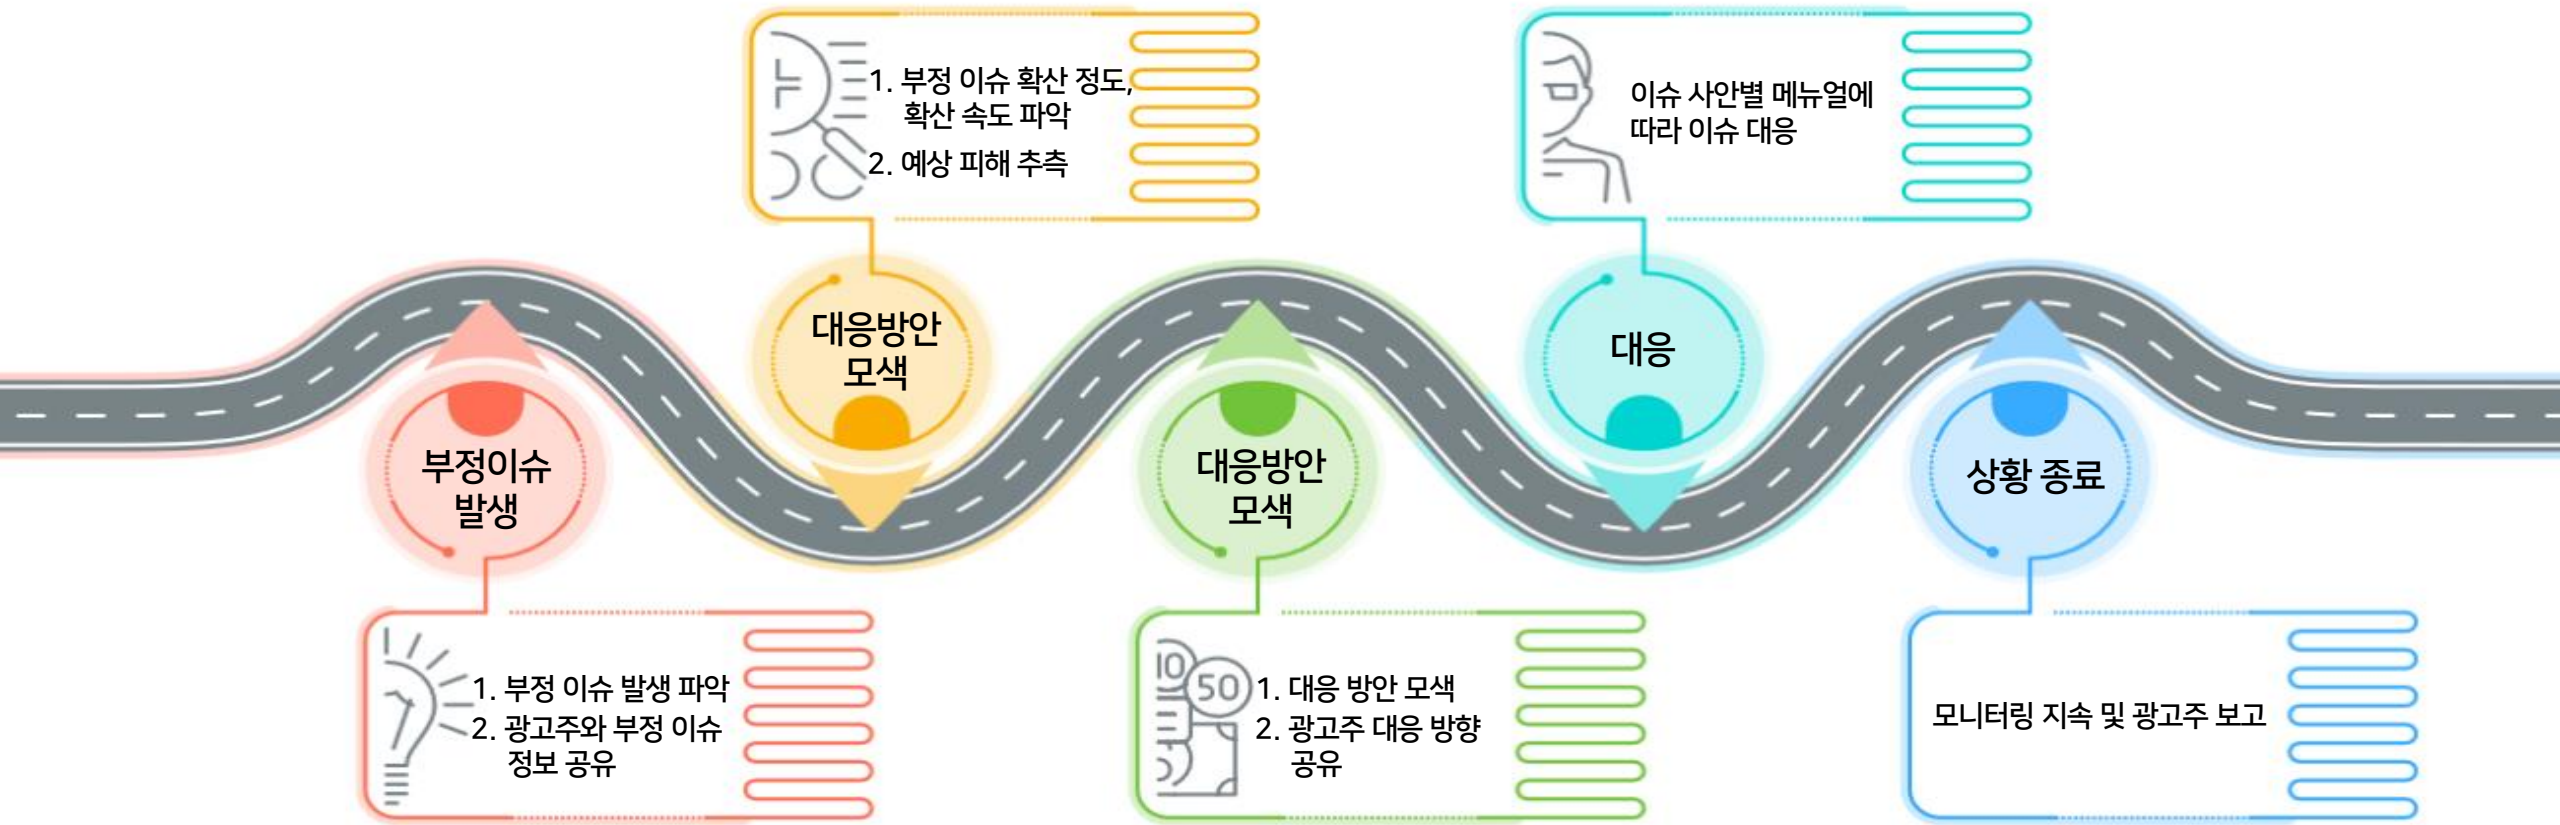 부정이슈
발생
1. 부정 이슈 발생 파악
2. 광고주와 부정 이슈
정보 공유
대응방안
모색
1. 부정 이슈 확산 정도,
확산 속도 파악
2. 예상 피해 추측
대응방안
모색
10
50
1. 대응 방안 모색
2. 광고주 대응 방향
공유
대응
이슈 사안별 메뉴얼에
따라 이슈 대응
상황 종료
모니터링 지속 및 광고주 보고